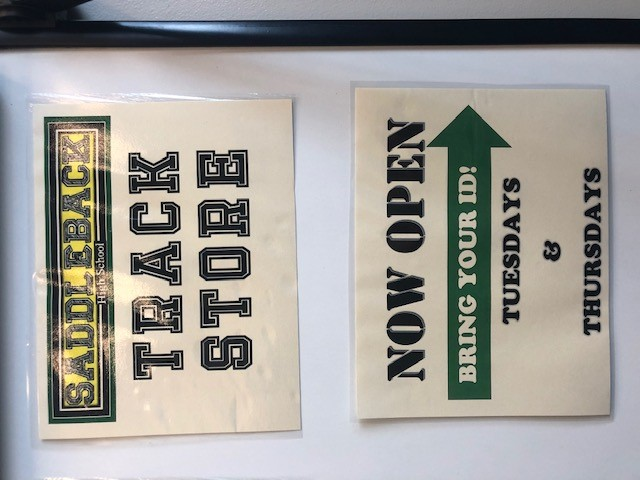 SADDLEBACK
High School
TRACK
STORE
NOW OPEN
BRING YOUR ID!
TUESDAYS
&
THURSDAYS